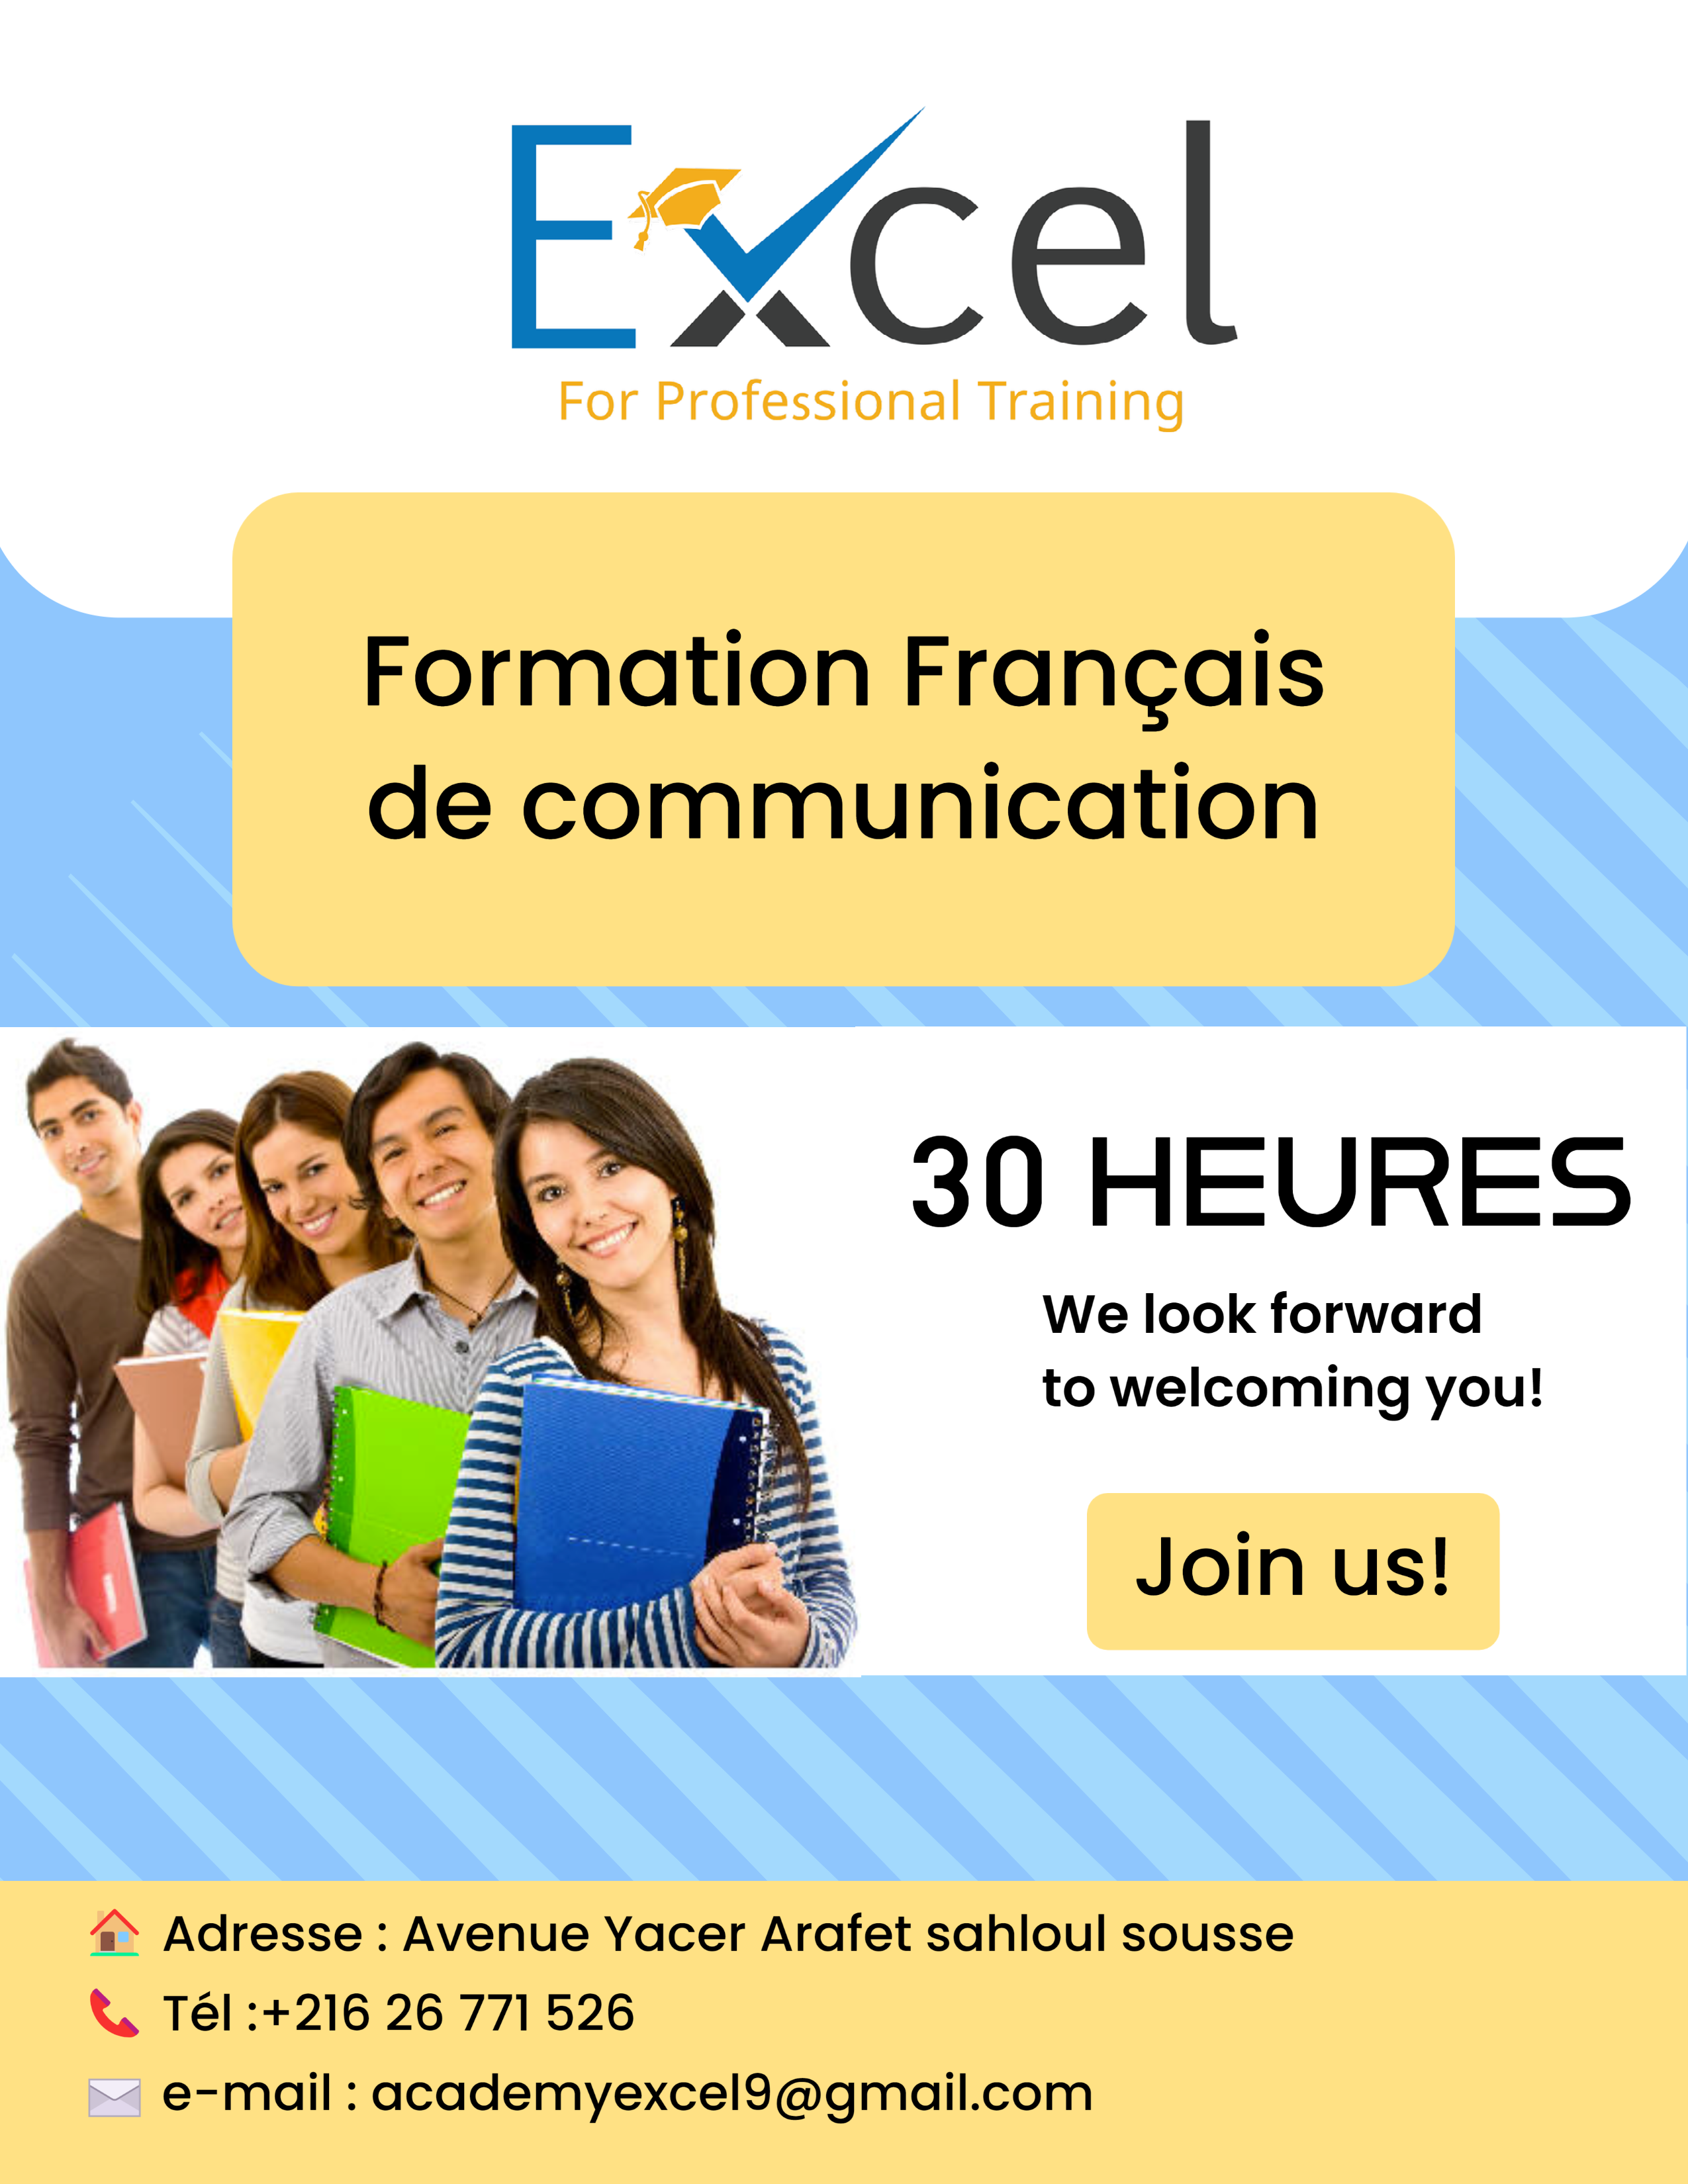 Excel
For Professional Training
Formation Français
de communication
30 HEURES
We look forward
to welcoming you!
Join us!
Adresse : Avenue Yacer Arafet sahloul sousse
Tél :+216 26 771 526
e-mail : academyexcel9@gmail.com